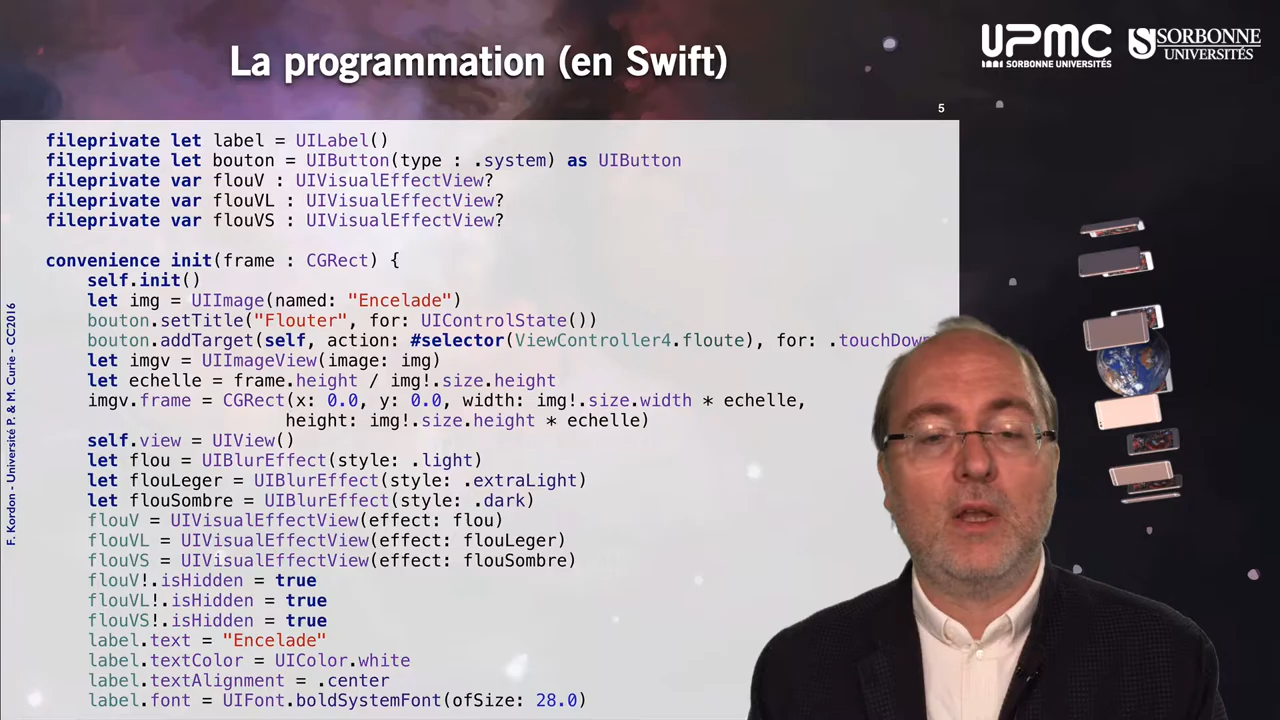 La programmation (en Swift)
UPMC
SORBONNE UNIVERSITÉS
SORBONNE
UNIVERSITÉS
5
fileprivate let label = UILabel()
fileprivate let bouton = UIButton(type : .system) as UIButton
fileprivate var flouV : UIVisualEffectView?
fileprivate var flouVL : UIVisualEffectView?
fileprivate var flouVS : UIVisualEffectView?
convenience init(frame : CGRect) {
self.init()
let img = UIImage(named: "Encelade")
bouton.setTitle("Flouter", for: UIControlState())
bouton.addTarget(self, action: #selector(ViewController4.floute), for: .touchDown
let imgv = UIImageView(image: img)
let echelle = frame.height / img!.size.height
imgv.frame = CGRect(x: 0.0, y: 0.0, width: img!.size.width * echelle,
height: img!.size.height * echelle)
self.view = UIView()
let flou = UIBlurEffect(style: .light)
let flouLeger = UIBlurEffect(style: .extraLight)
let flouSombre = UIBlurEffect(style: .dark)
flouV = UIVisualEffectView(effect: flou)
flouVL = UIVisualEffectView(effect: flouLeger)
flouVS = UIVisualEffectView(effect: flouSombre)
flouV!.isHidden = true
flouVL!.isHidden = true
flouVS!.isHidden = true
label.text = "Encelade"
label.textColor = UIColor.white
label.textAlignment = .center
label.font = UIFont.boldSystemFont(ofSize: 28.0)
F. Kordon - Université P. & M. Curie - CC2016